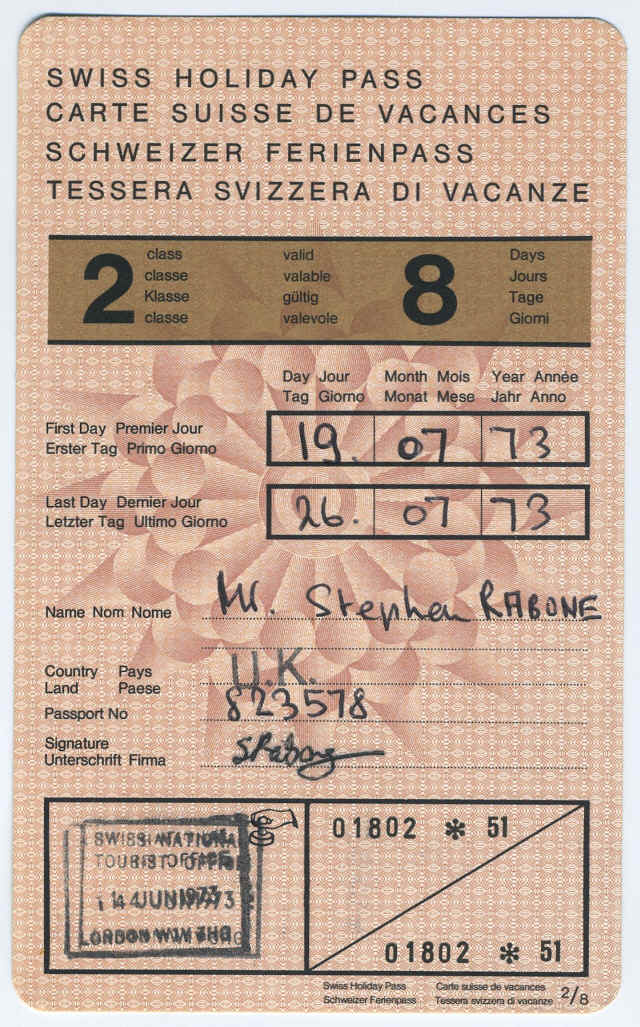 SWISS HOLIDAY PASS
CARTE SUISSE DE VACANCES
SCHWEIZER FERIENPASS
TESSERA SVIZZERA DI VACANZE
2 class classe Klasse classe valid valable gültig valevole 8 Days Jours Tage Giorni
Day Jour Month Mois Year Année
Tag Giorno Monat Mese Jahr Anno
First Day Premier Jour
Erster Tag Primo Giorno 19. 07 73
Last Day Dernier Jour
Letzter Tag Ultimo Giorno 26. 07 73
Name Nom Nome Mr. Stephen RABONE
Country Pays U.K.
Land Paese
Passport No 823578
Signature S.Rabone
Unterschrift Firma
SWISS NATIONAL
TOURIST OFFICE
14 JUN 1973
LONDON W1V
01802 * 51
01802 * 51
Swiss Holiday Pass Carte suisse de vacances
Schweizer Ferienpass Tessera svizzera di vacanze 2/8